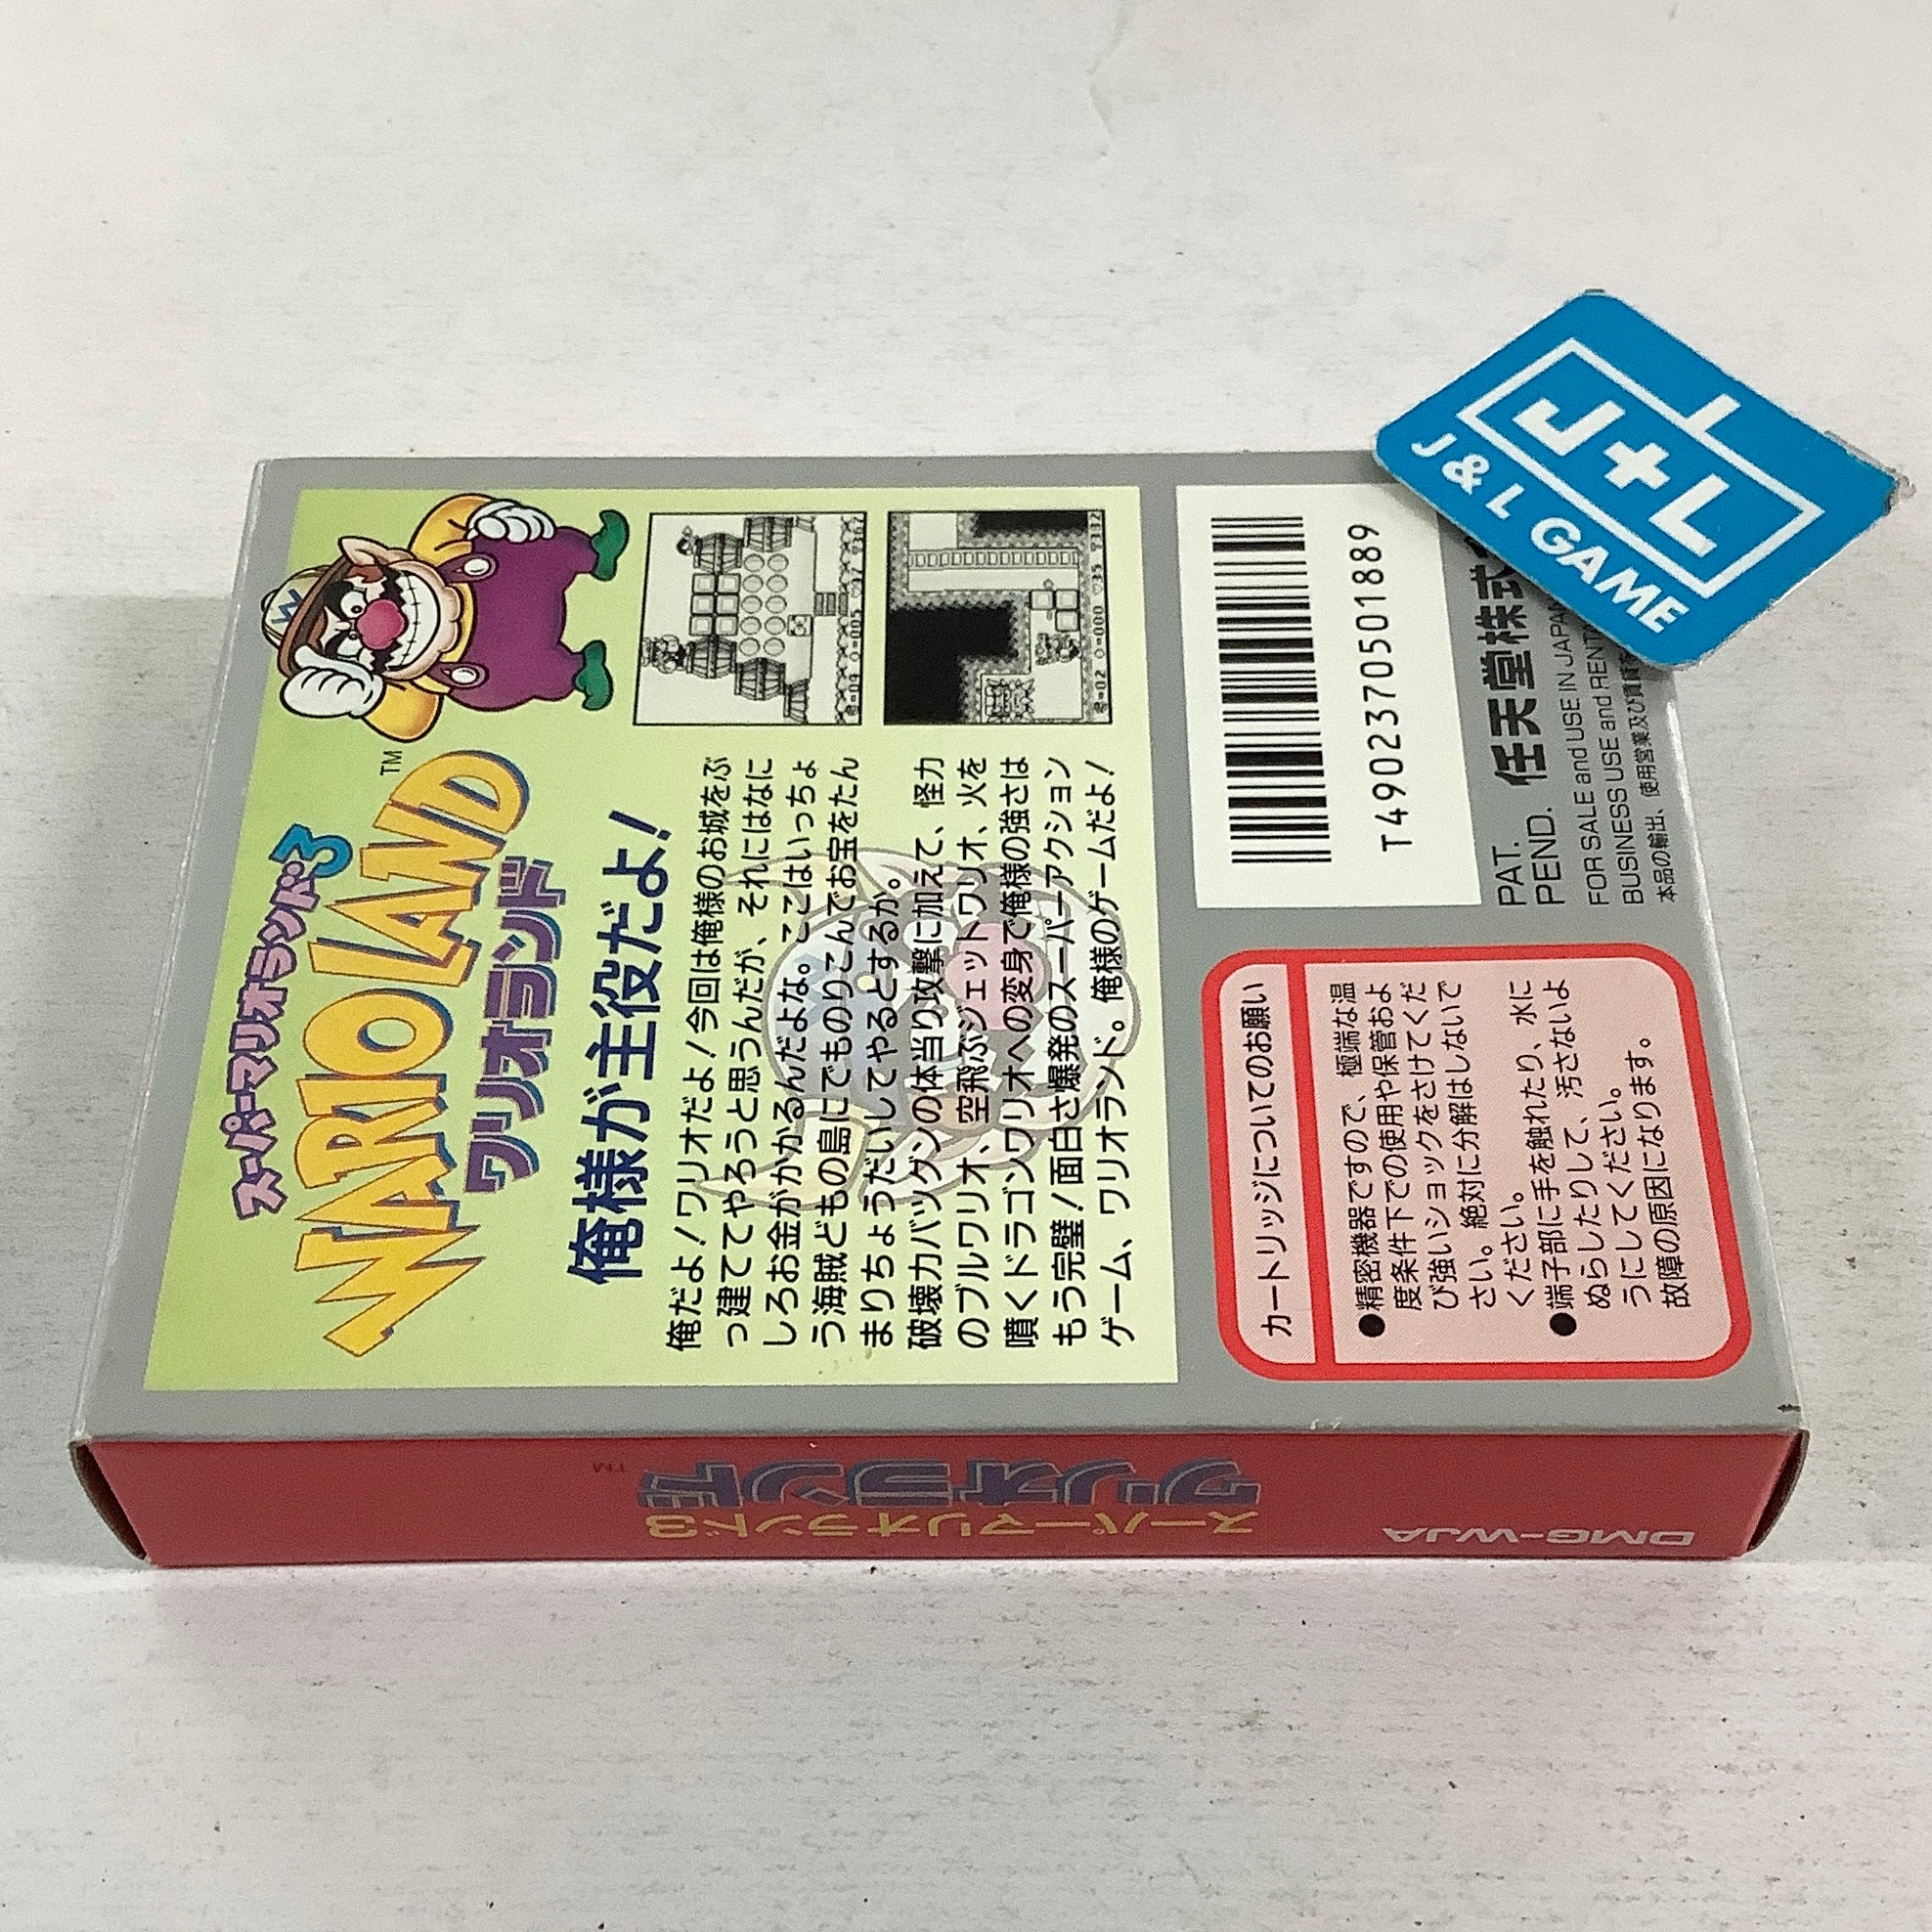 スーパーマリオランド3
WARIO LAND TM
ワリオランド
俺様が主役だよ!
俺だよ!ワリオだよ!今回は俺様のお城をぶ
っ建ててやろうと思うんだが、それにはなに
しろお金がかかるんだよな。ここはいっちょ
う海賊どもの島にでものりこんでお宝をたん
まりちょうだいしてやるとするか。
破壊力バツグンの体当り攻撃に加えて、怪力
のブルワリオ、空飛ぶジェットワリオ、火を
噴くドラゴンワリオへの変身で俺様の強さは
もう完璧!面白さ爆発のスーパーアクション
ゲーム、ワリオランド。俺様のゲームだよ!
T4902370501889
PAT.
PEND.
任天堂株式
FOR SALE and USE IN JAPAN
BUSINESS USE and
本品の輸出、使用営業及び賃貸を
カートリッジについてのお願い
●精密機器ですので、極端な温
度条件下での使用や保管およ
び強いショックをさけてくだ
さい。絶対に分解はしないで
ください。
●端子部に手を触れたり、水に
ぬらしたりして、汚さないよ
うにしてください。
故障の原因になります。
スーパーマリオランド3
ワリオランド TM
DMG-WJA
J+L
J&L GAME